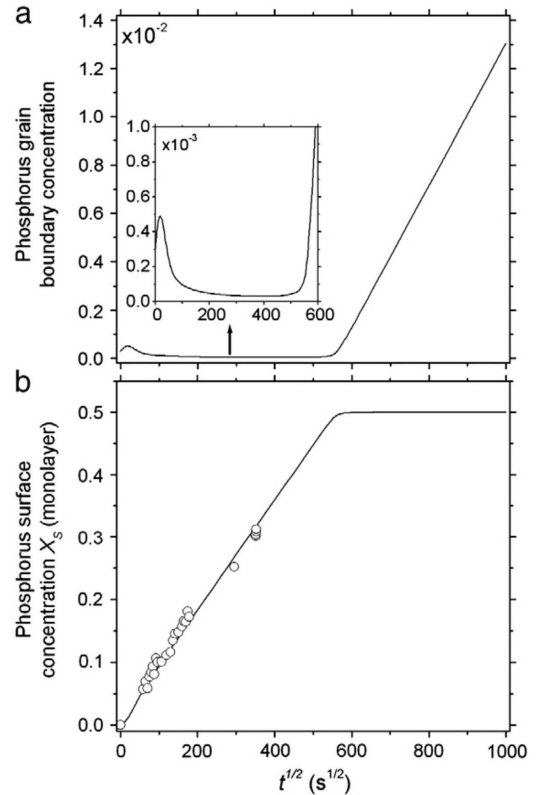 a
x10-2
1.4
1.2
1.0
0.8
0.6
0.4
0.2
0.0
Phosphorus grain
boundary concentration
x10-3
1.0
0.8
0.6
0.4
0.2
0.0
0 200 400 600
b
0.5
0.4
0.3
0.2
0.1
0.0
Phosphorus surface
concentration XS (monolayer)
0 200 400 600 800 1000
t1/2 (s1/2)